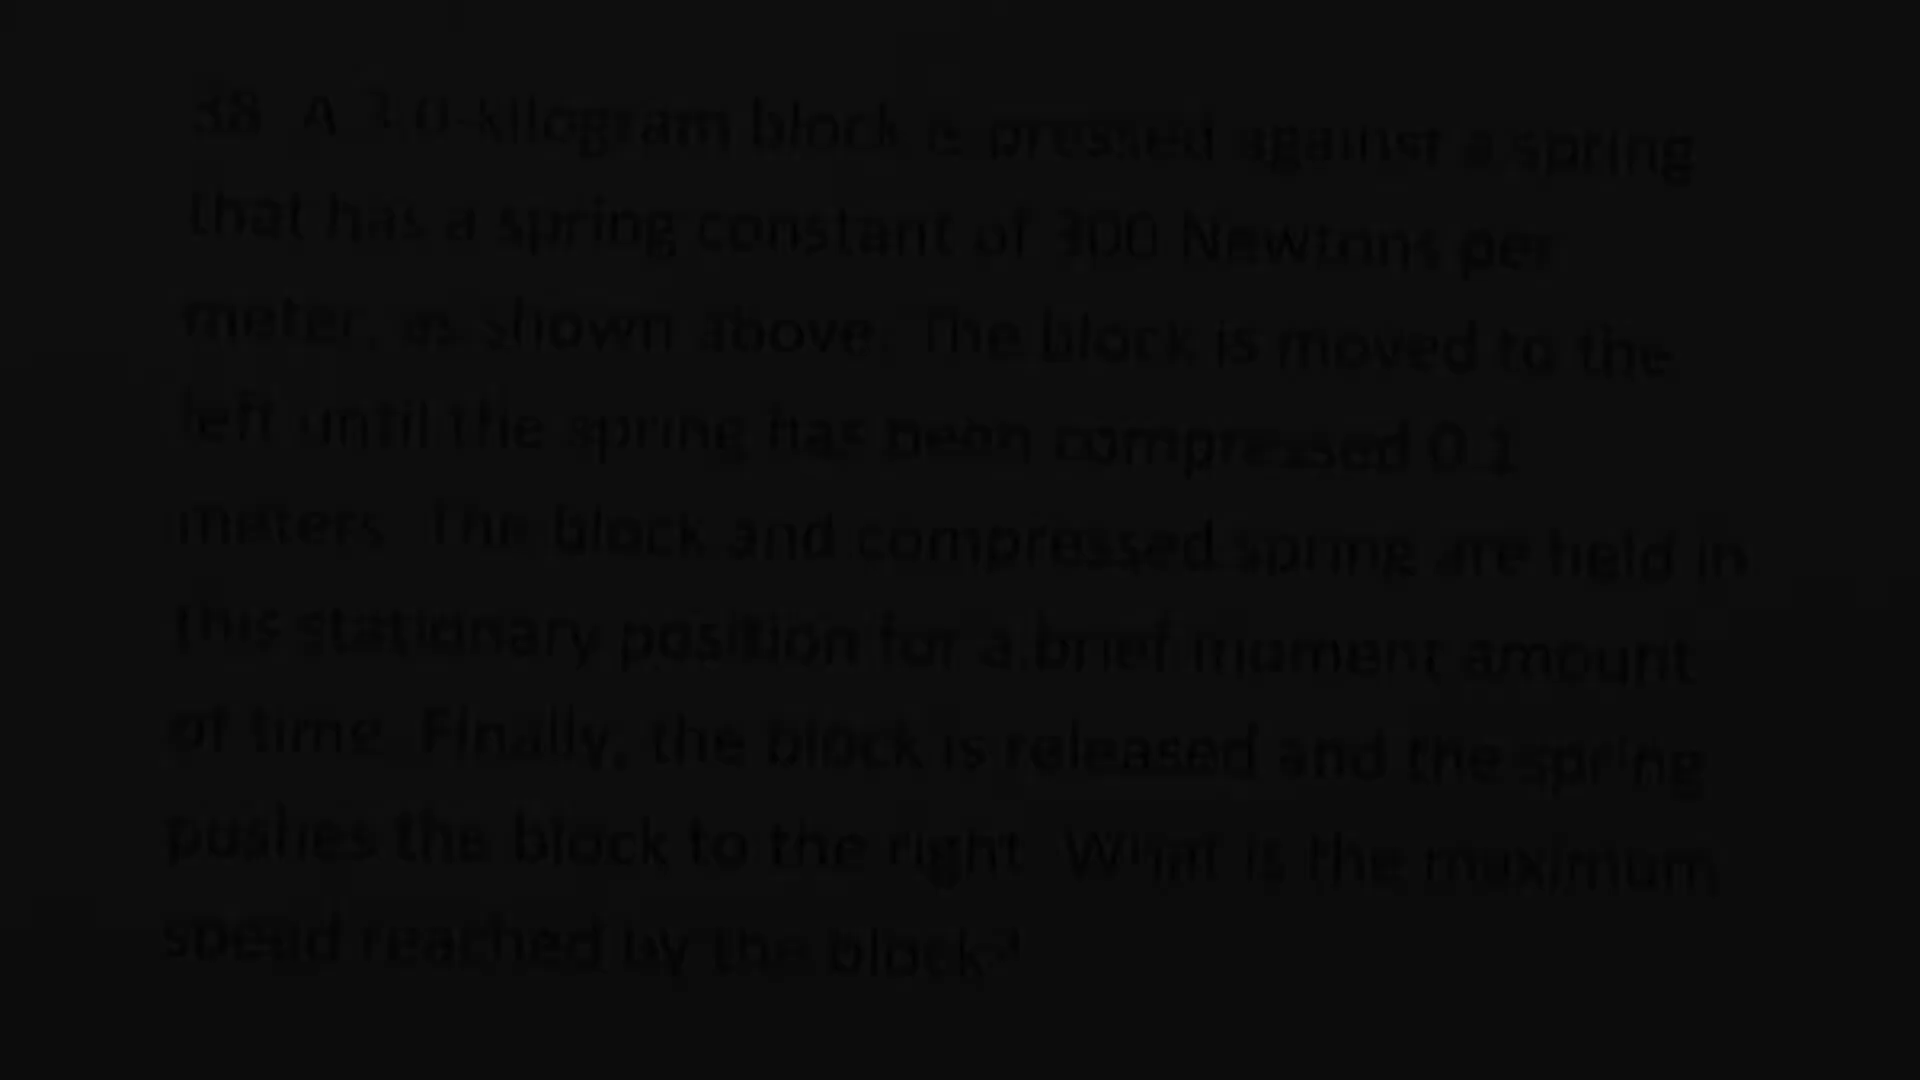 38. A 3.0-kilogram block is pressed against a spring
that has a spring constant of 300 Newtons per
meter, as shown above. The block is moved to the
left until the spring has been compressed 0.1
meters. The block and compressed spring are held in
this stationary position for a brief moment amount
of time. Finally, the block is released and the spring
pushes the block to the right. What is the maximum
speed reached by the block?